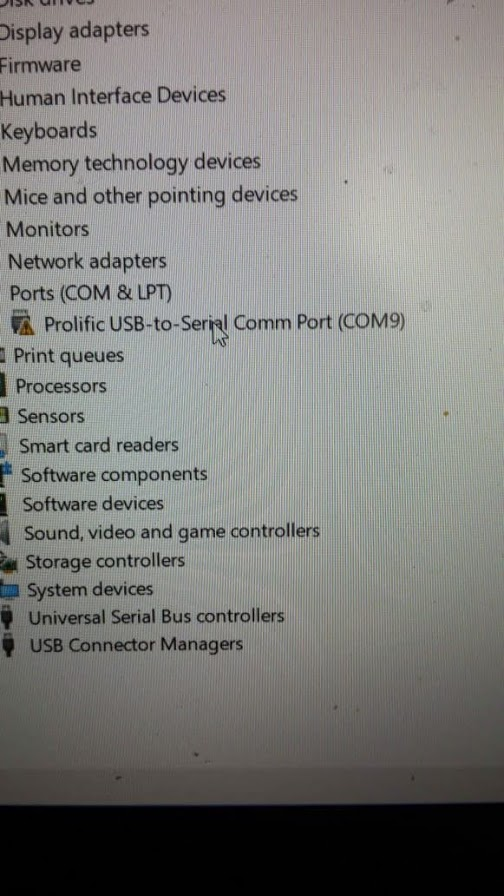 Disk drives
Display adapters
Firmware
Human Interface Devices
Keyboards
Memory technology devices
Mice and other pointing devices
Monitors
Network adapters
Ports (COM & LPT)
Prolific USB-to-Serial Comm Port (COM9)
Print queues
Processors
Sensors
Smart card readers
Software components
Software devices
Sound, video and game controllers
Storage controllers
System devices
Universal Serial Bus controllers
USB Connector Managers